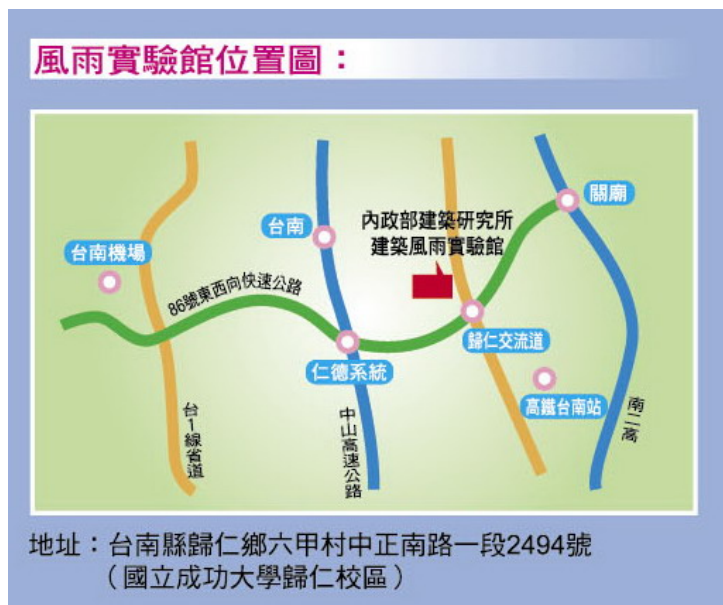 風雨實驗館位置圖：
台南
內政部建築研究所
建築風雨實驗館
關廟
台南機場
86號東西向快速公路
仁德系統
歸仁交流道
高鐵台南站
台1線省道
中山高速公路
南二高
地址：台南縣歸仁鄉六甲村中正南路一段2494號
（國立成功大學歸仁校區）